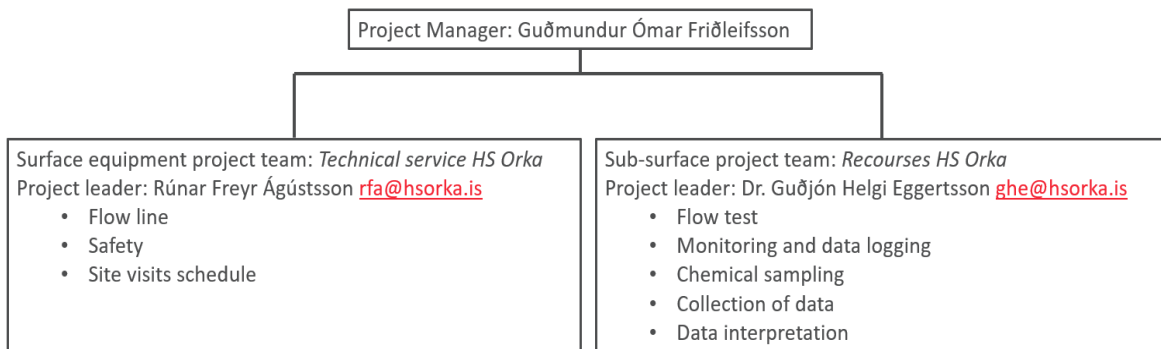 Project Manager: Guðmundur Ómar Friðleifsson
Surface equipment project team: Technical service HS Orka
Project leader: Rúnar Freyr Ágústsson rfa@hsorka.is
• Flow line
• Safety
• Site visits schedule
Sub-surface project team: Recourses HS Orka
Project leader: Dr. Guðjón Helgi Eggertsson ghe@hsorka.is
• Flow test
• Monitoring and data logging
• Chemical sampling
• Collection of data
• Data interpretation